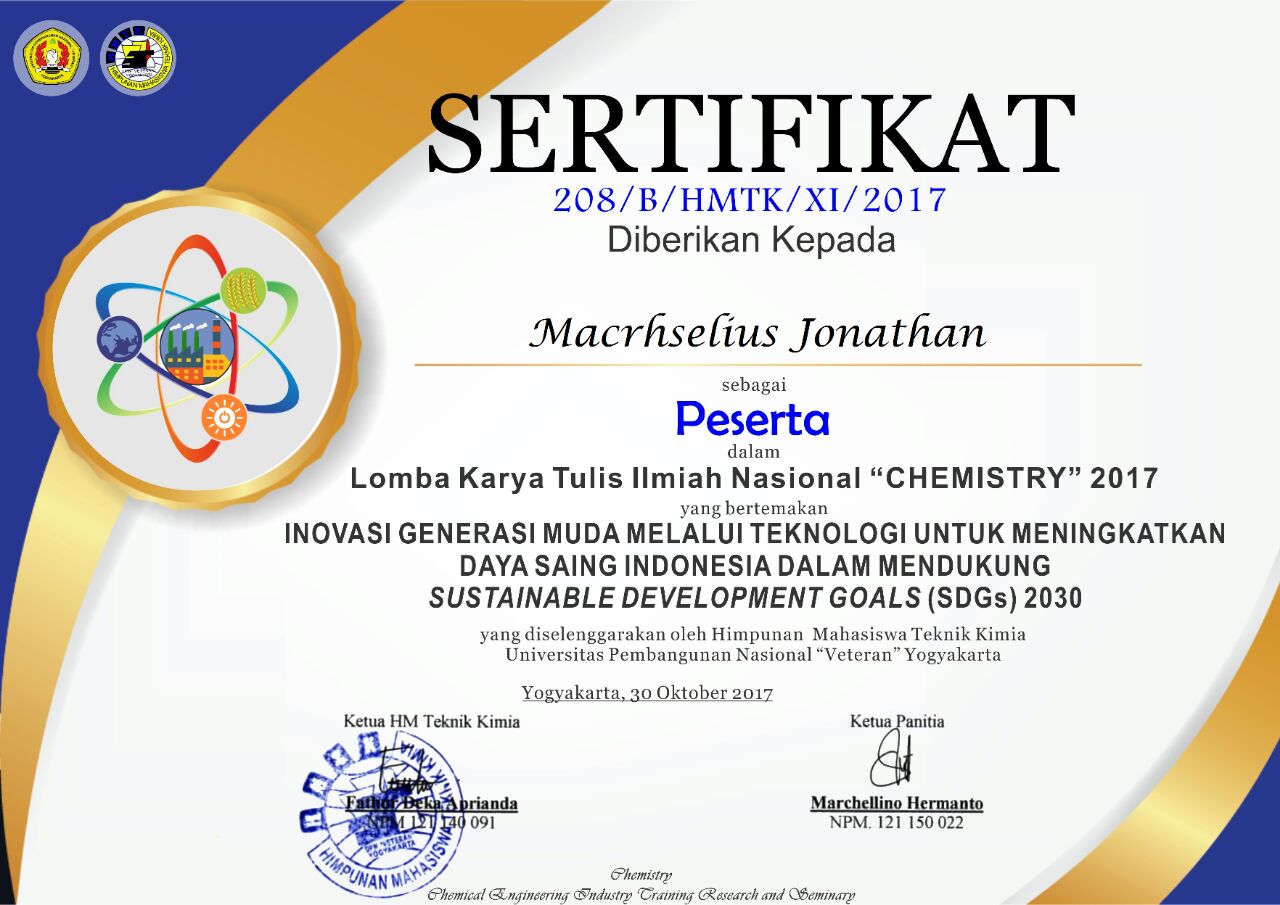 SERTIFIKAT
208/B/HMTK/XI/2017
Diberikan Kepada
Macrhselius Jonathan
sebagai
Peserta
dalam
Lomba Karya Tulis Ilmiah Nasional “CHEMISTRY” 2017
yang bertemakan
INOVASI GENERASI MUDA MELALUI TEKNOLOGI UNTUK MENINGKATKAN
DAYA SAING INDONESIA DALAM MENDUKUNG
SUSTAINABLE DEVELOPMENT GOALS (SDGs) 2030
yang diselenggarakan oleh Himpunan Mahasiswa Teknik Kimia
Universitas Pembangunan Nasional “Veteran” Yogyakarta
Yogyakarta, 30 Oktober 2017
Ketua HM Teknik Kimia
Fathor Deka Aprianda
NPM 121 140 091
HIMPUNAN MAHASISWA TEKNIK KIMIA
UPN "VETERAN"
YOGYAKARTA
Ketua Panitia
Marchellino Hermanto
NPM. 121 150 022
Chemistry
Chemical Engineering Industry Training Research and Seminary